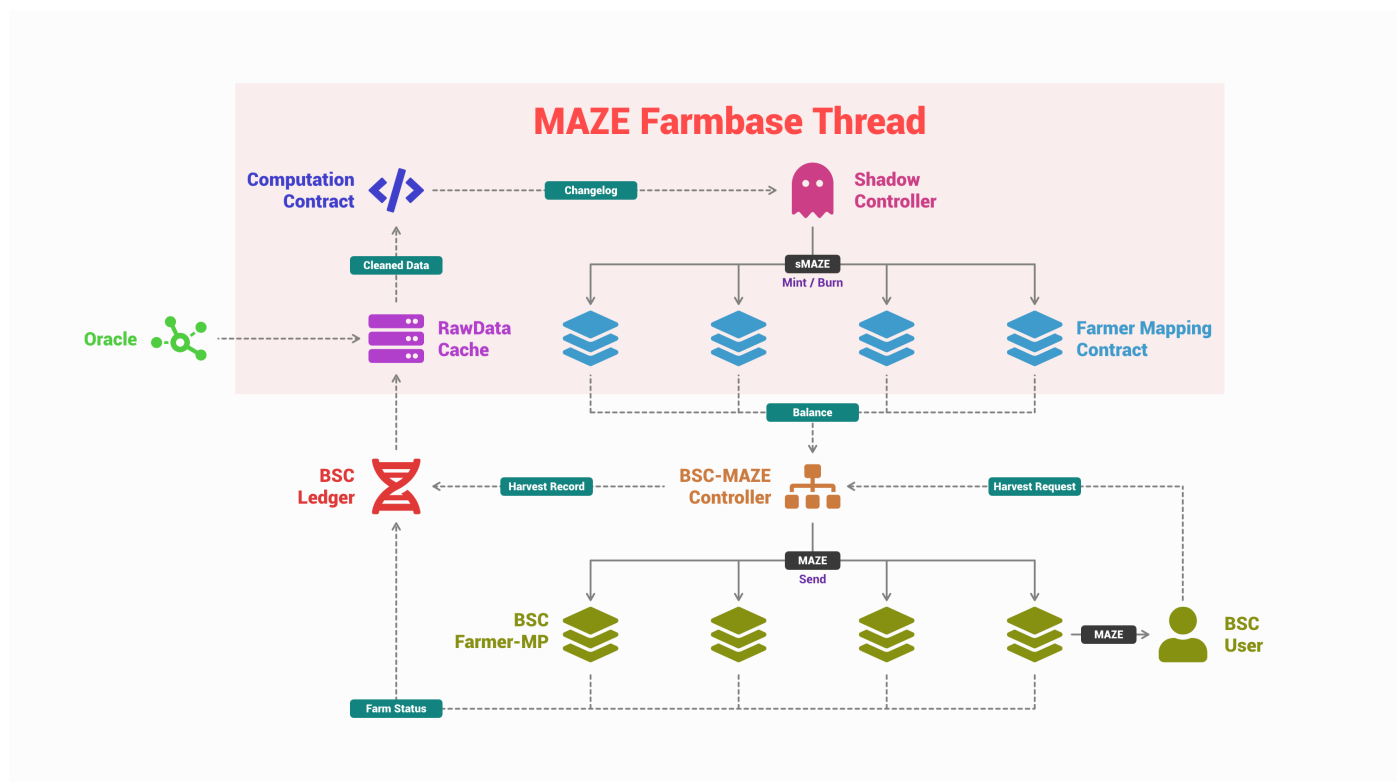 MAZE Farmbase Thread
Computation
Contract
Changelog
Shadow
Controller
Cleaned Data
sMAZE
Mint / Burn
Oracle
RawData
Cache
Farmer Mapping
Contract
Balance
BSC
Ledger
Harvest Record
BSC-MAZE
Controller
Harvest Request
MAZE
Send
BSC
Farmer-MP
MAZE
BSC
User
Farm Status